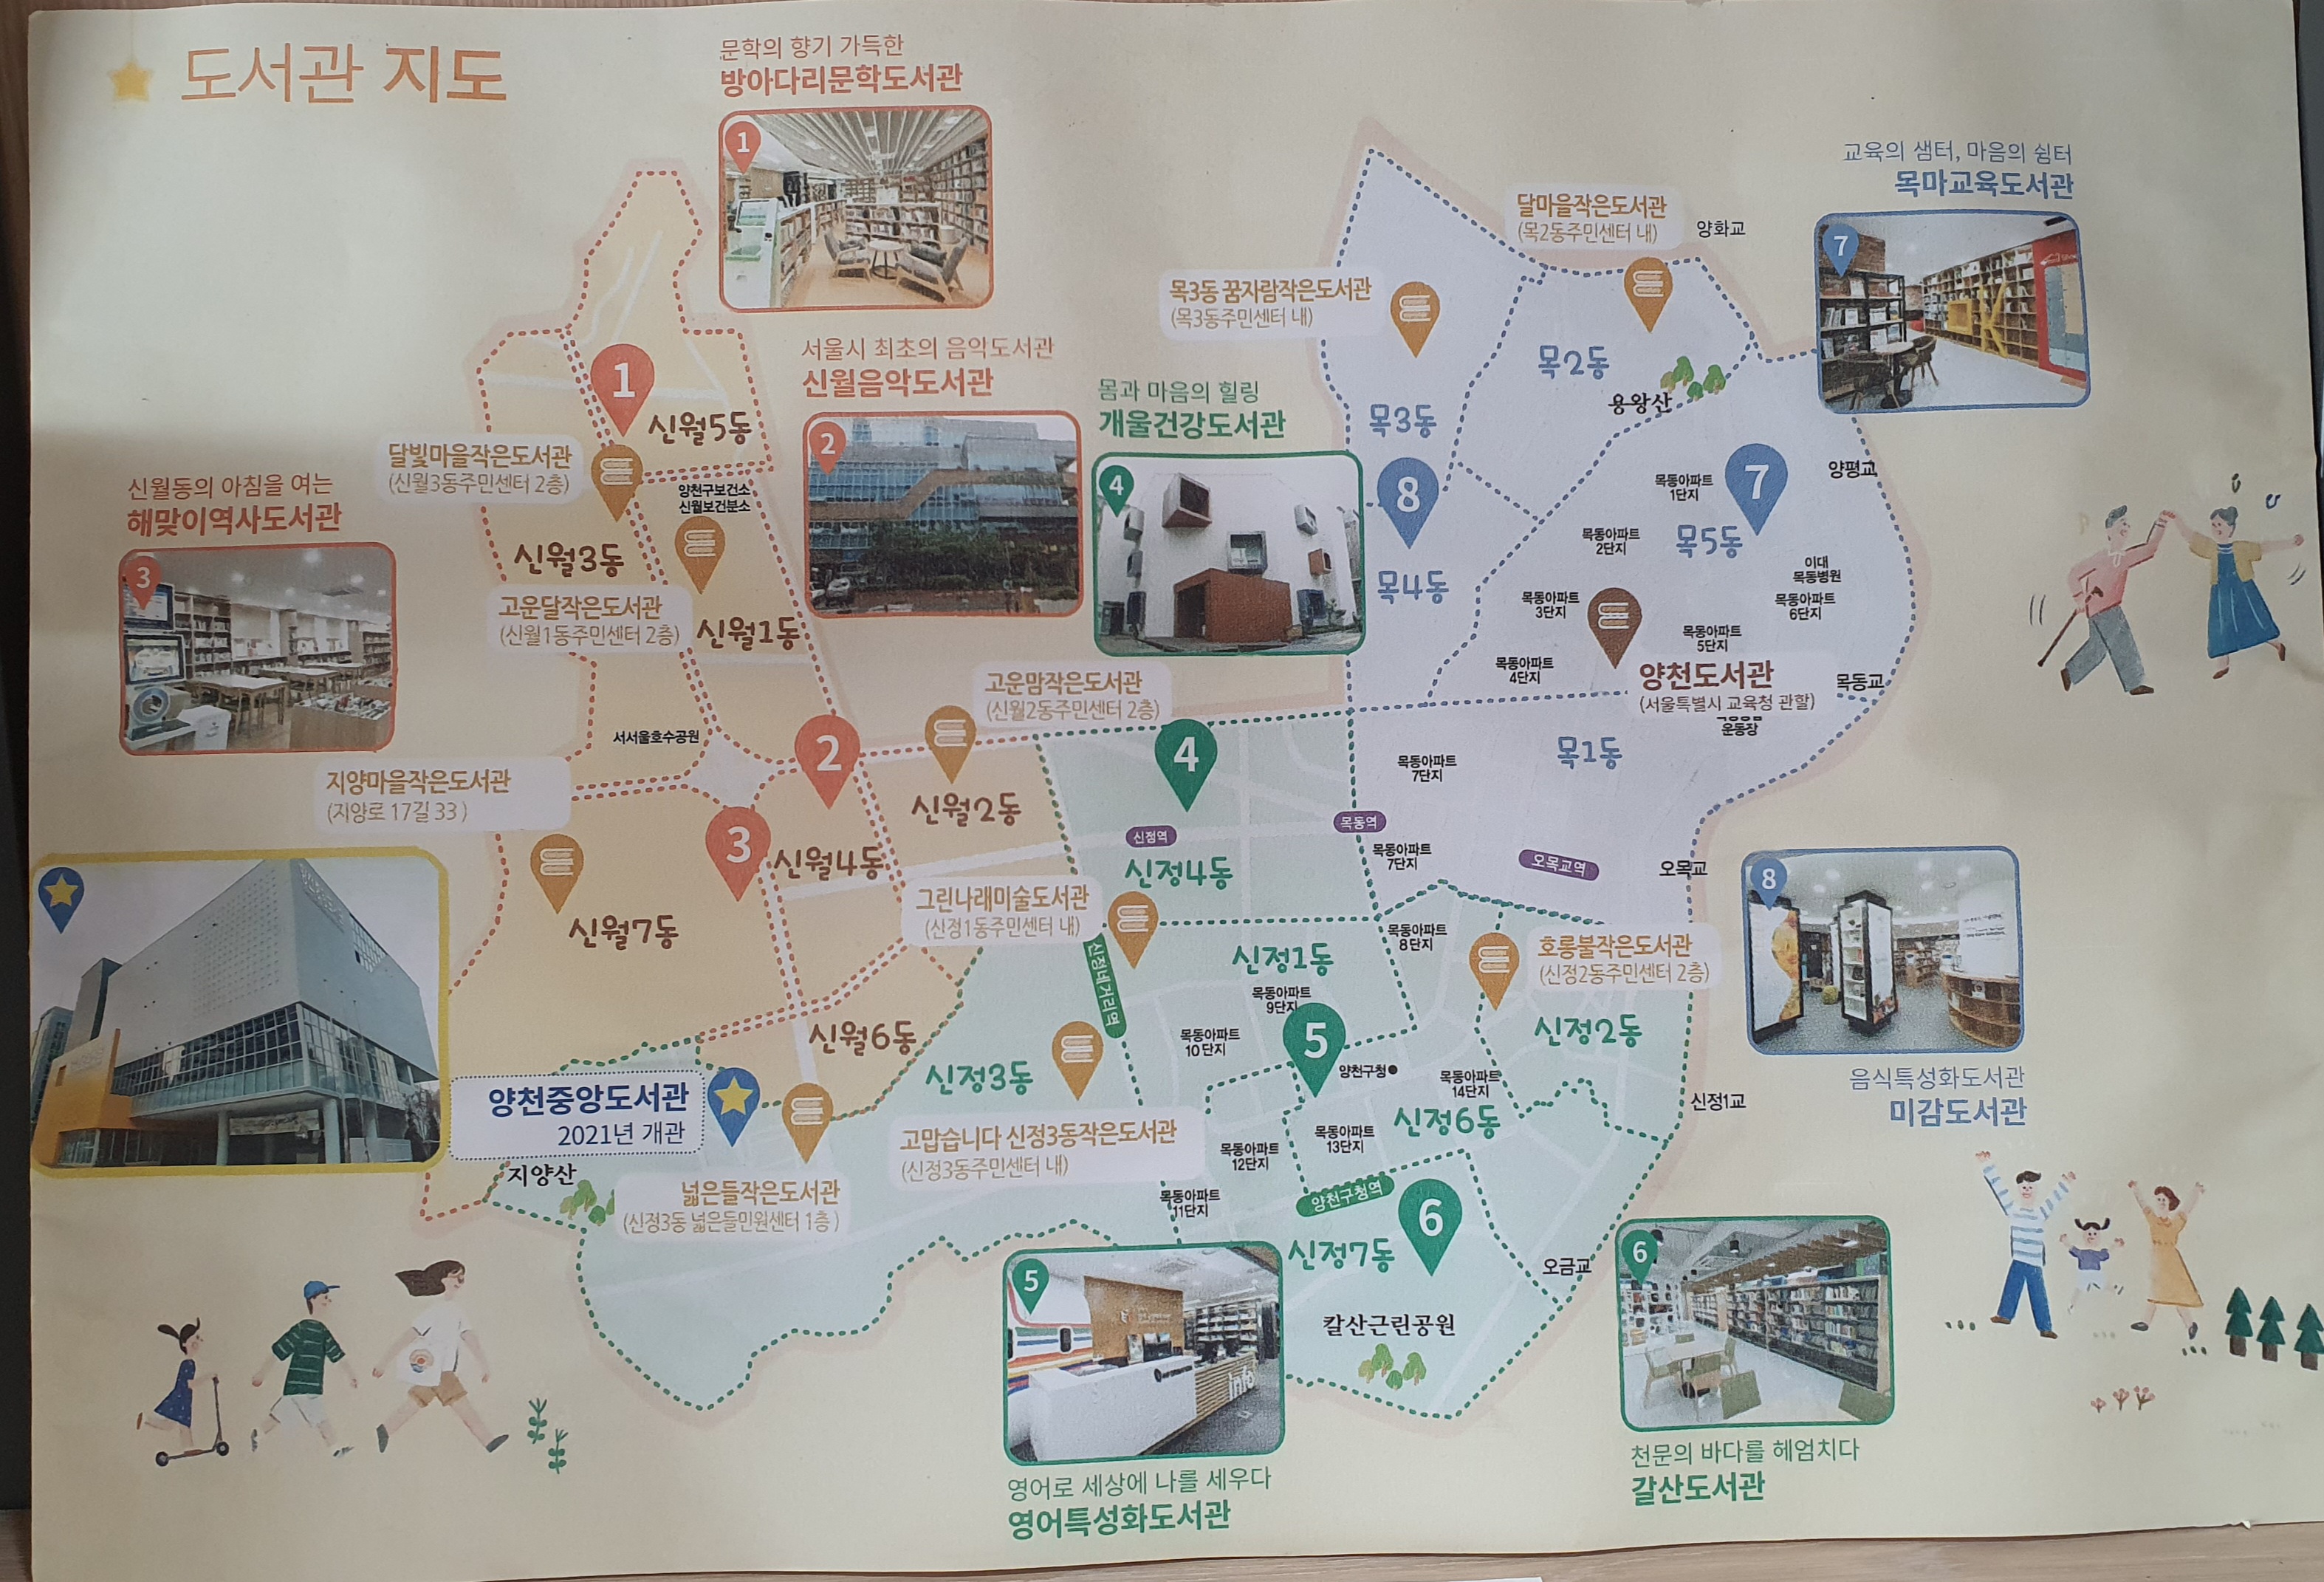 도서관 지도
문학의 향기 가득한
방아다리문학도서관
1
서울시 최초의 음악도서관
신월음악도서관
2
신월동의 아침을 여는
해맞이역사도서관
3
몸과 마음의 힐링
개울건강도서관
4
교육의 샘터, 마음의 쉼터
목마교육도서관
7
달마을작은도서관
(목2동주민센터 내)
양화교
목3동 꿈자람작은도서관
(목3동주민센터 내)
목2동
용왕산
목3동
8
목4동
목동아파트
1단지
7
양평교
목동아파트
2단지
목5동
이대
목동병원
목동아파트
3단지
목동아파트
6단지
목동아파트
5단지
목동아파트
4단지
양천도서관
(서울특별시 교육청 관할)
목동교
운동장
목1동
목동아파트
7단지
목동역
목동아파트
7단지
오목교역
오목교
1
신월5동
달빛마을작은도서관
(신월3동주민센터 2층)
양천구보건소
신월보건분소
신월3동
고운달작은도서관
(신월1동주민센터 2층)
신월1동
서서울호수공원
2
고운맘작은도서관
(신월2동주민센터 2층)
지양마을작은도서관
(지양로 17길 33 )
3
신월2동
신월4동
신월7동
신월6동
4
신정역
신정4동
그린나래미술도서관
(신정1동주민센터 내)
신정네거리역
신정1동
목동아파트
8단지
호롱불작은도서관
(신정2동주민센터 2층)
신정2동
목동아파트
9단지
목동아파트
10단지
5
양천구청
목동아파트
14단지
신정6동
신정1교
신정3동
고맙습니다 신정3동작은도서관
(신정3동주민센터 내)
목동아파트
13단지
목동아파트
12단지
목동아파트
11단지
양천구청역
6
신정7동
오금교
칼산근린공원
양천중앙도서관
2021년 개관
지양산
넓은들작은도서관
(신정3동 넓은들민원센터 1층 )
5
Info
영어로 세상에 나를 세우다
영어특성화도서관
6
천문의 바다를 헤엄치다
갈산도서관
8
음식특성화도서관
미감도서관